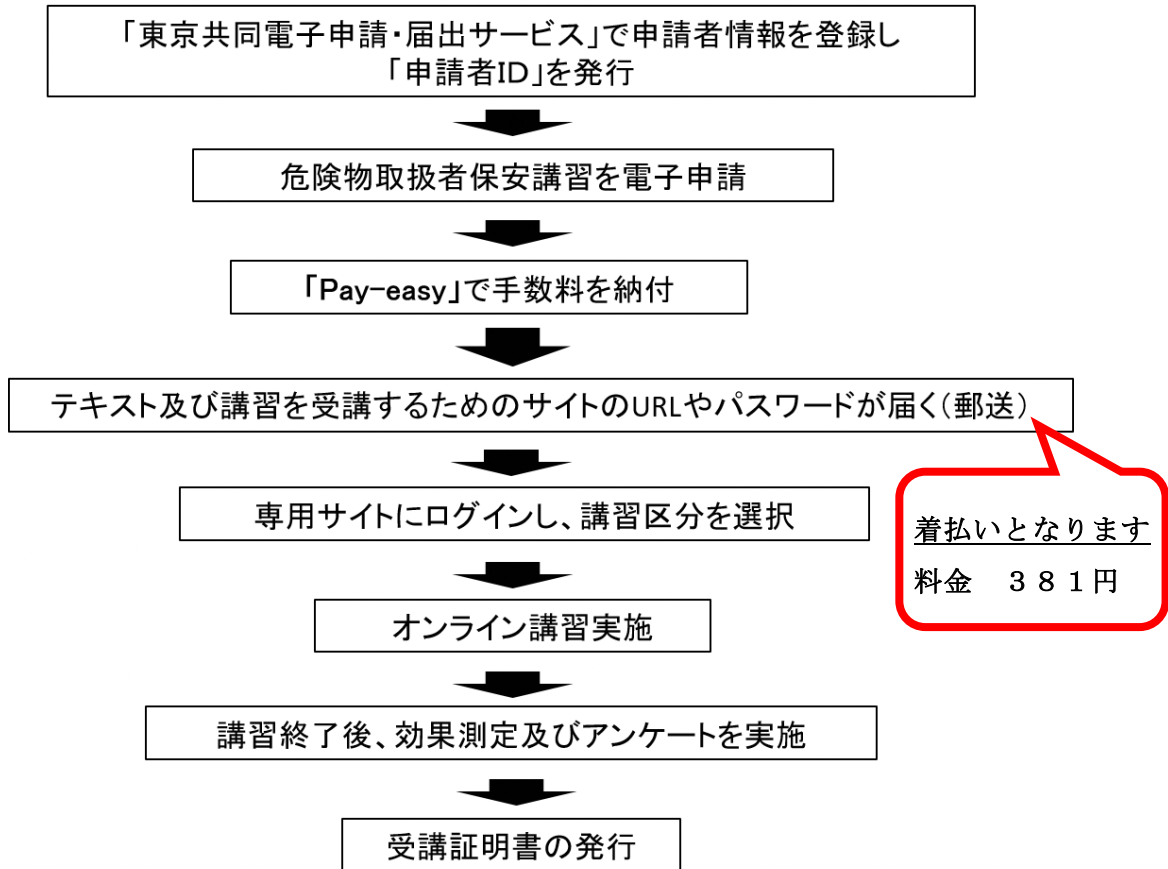 「東京共同電子申請・届出サービス」で申請者情報を登録し
「申請者ID」を発行
危険物取扱者保安講習を電子申請
「Pay-easy」で手数料を納付
テキスト及び講習を受講するためのサイトのURLやパスワードが届く(郵送)
着払いとなります
料金　３８１円
専用サイトにログインし、講習区分を選択
オンライン講習実施
講習終了後、効果測定及びアンケートを実施
受講証明書の発行